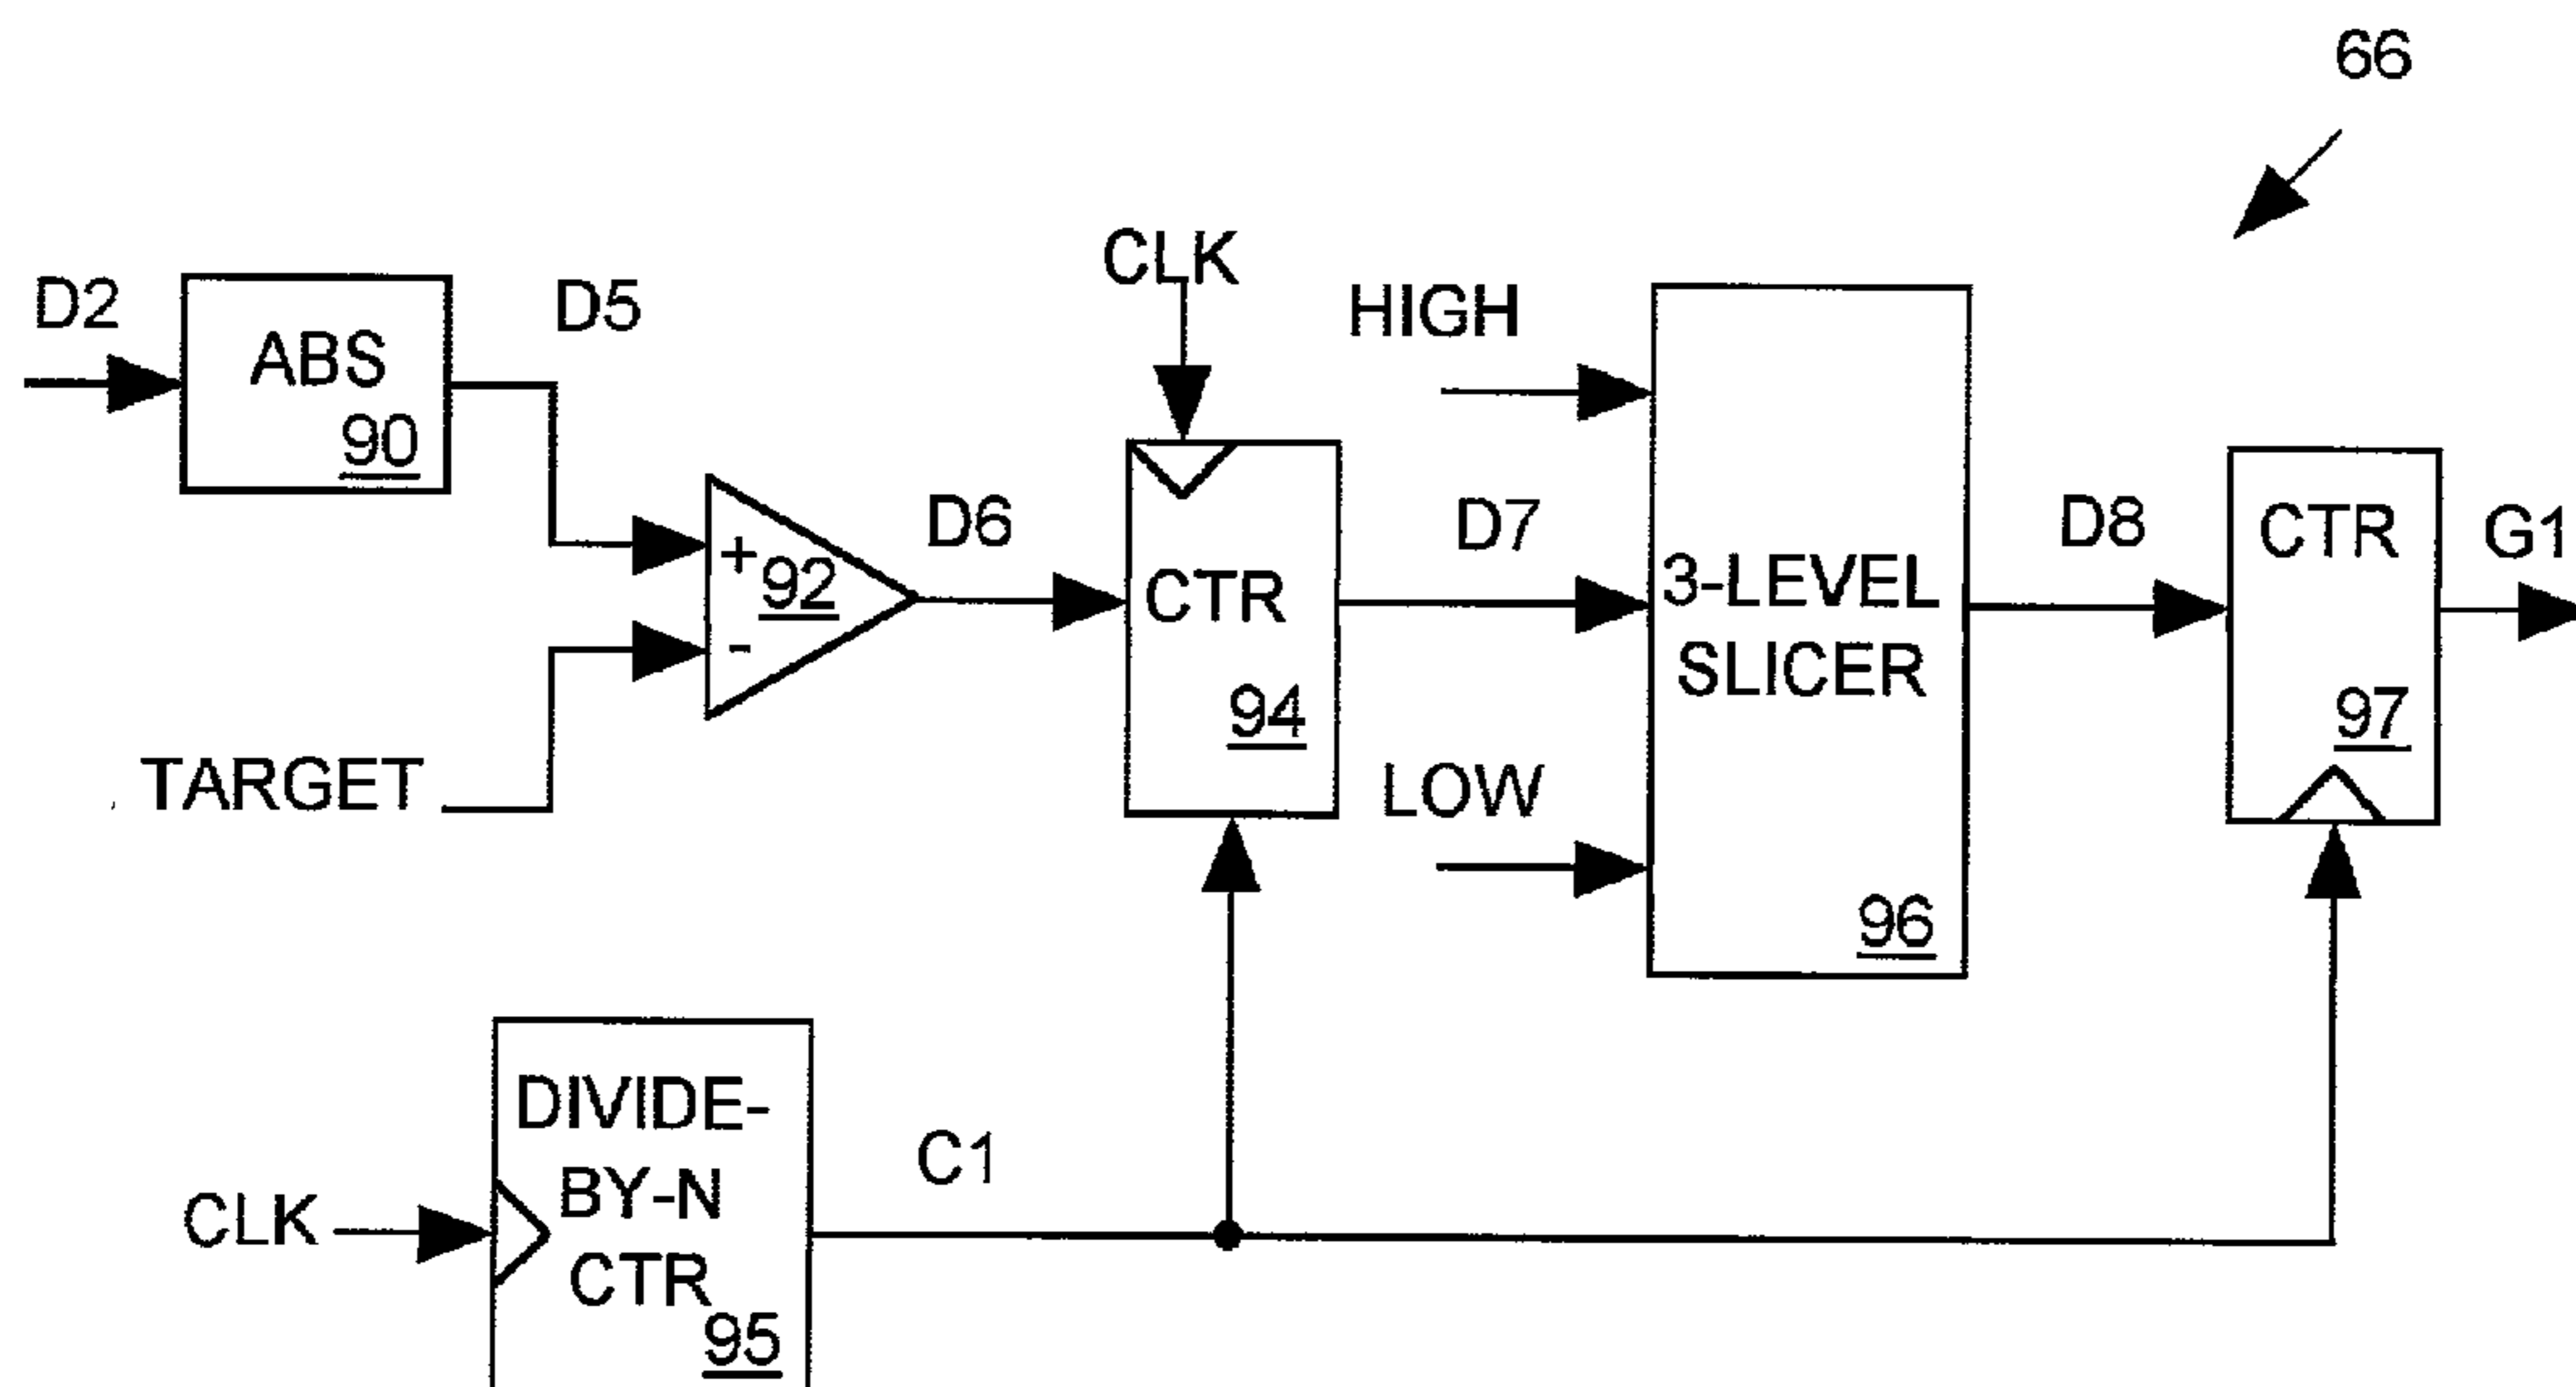 66
CLK
D2
D5
HIGH
ABS
90
D6
D7
D8
CTR
G1
+
92
-
CTR
3-LEVEL
SLICER
94
97
TARGET
LOW
96
DIVIDE-
BY-N
CTR
95
C1
CLK